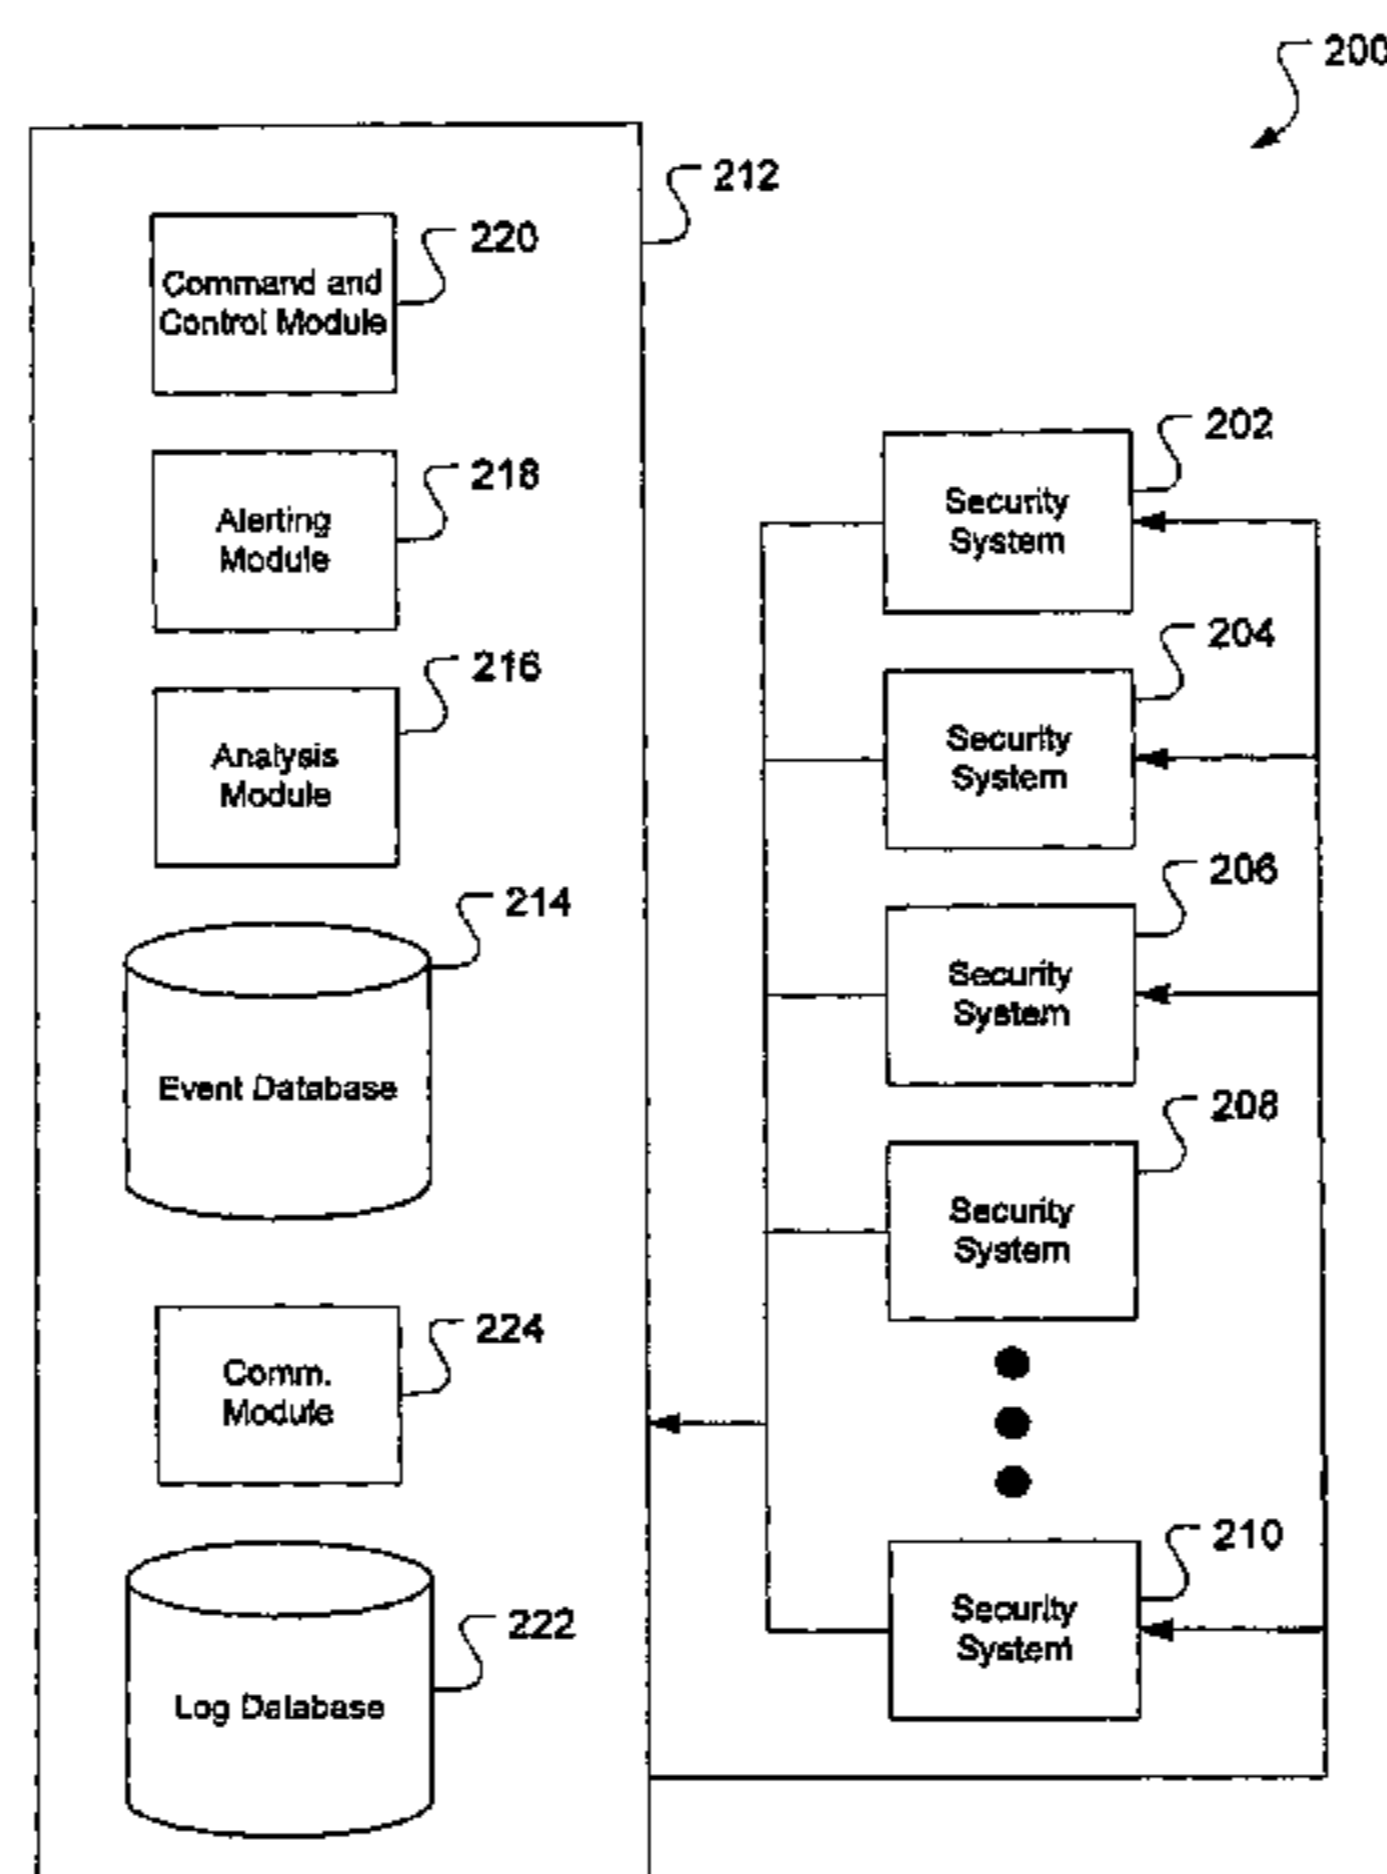 200
212
220
Command and
Control Module
202
Security
System
218
Alerting
Module
204
Security
System
216
Analysis
Module
206
Security
System
214
Event Database
208
Security
System
224
Comm.
Module
210
Security
System
222
Log Database